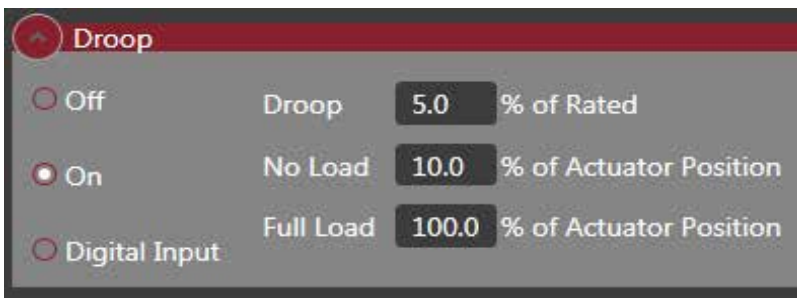 Droop
Off
Droop 5.0 % of Rated
On
No Load 10.0 % of Actuator Position
Digital Input
Full Load 100.0 % of Actuator Position